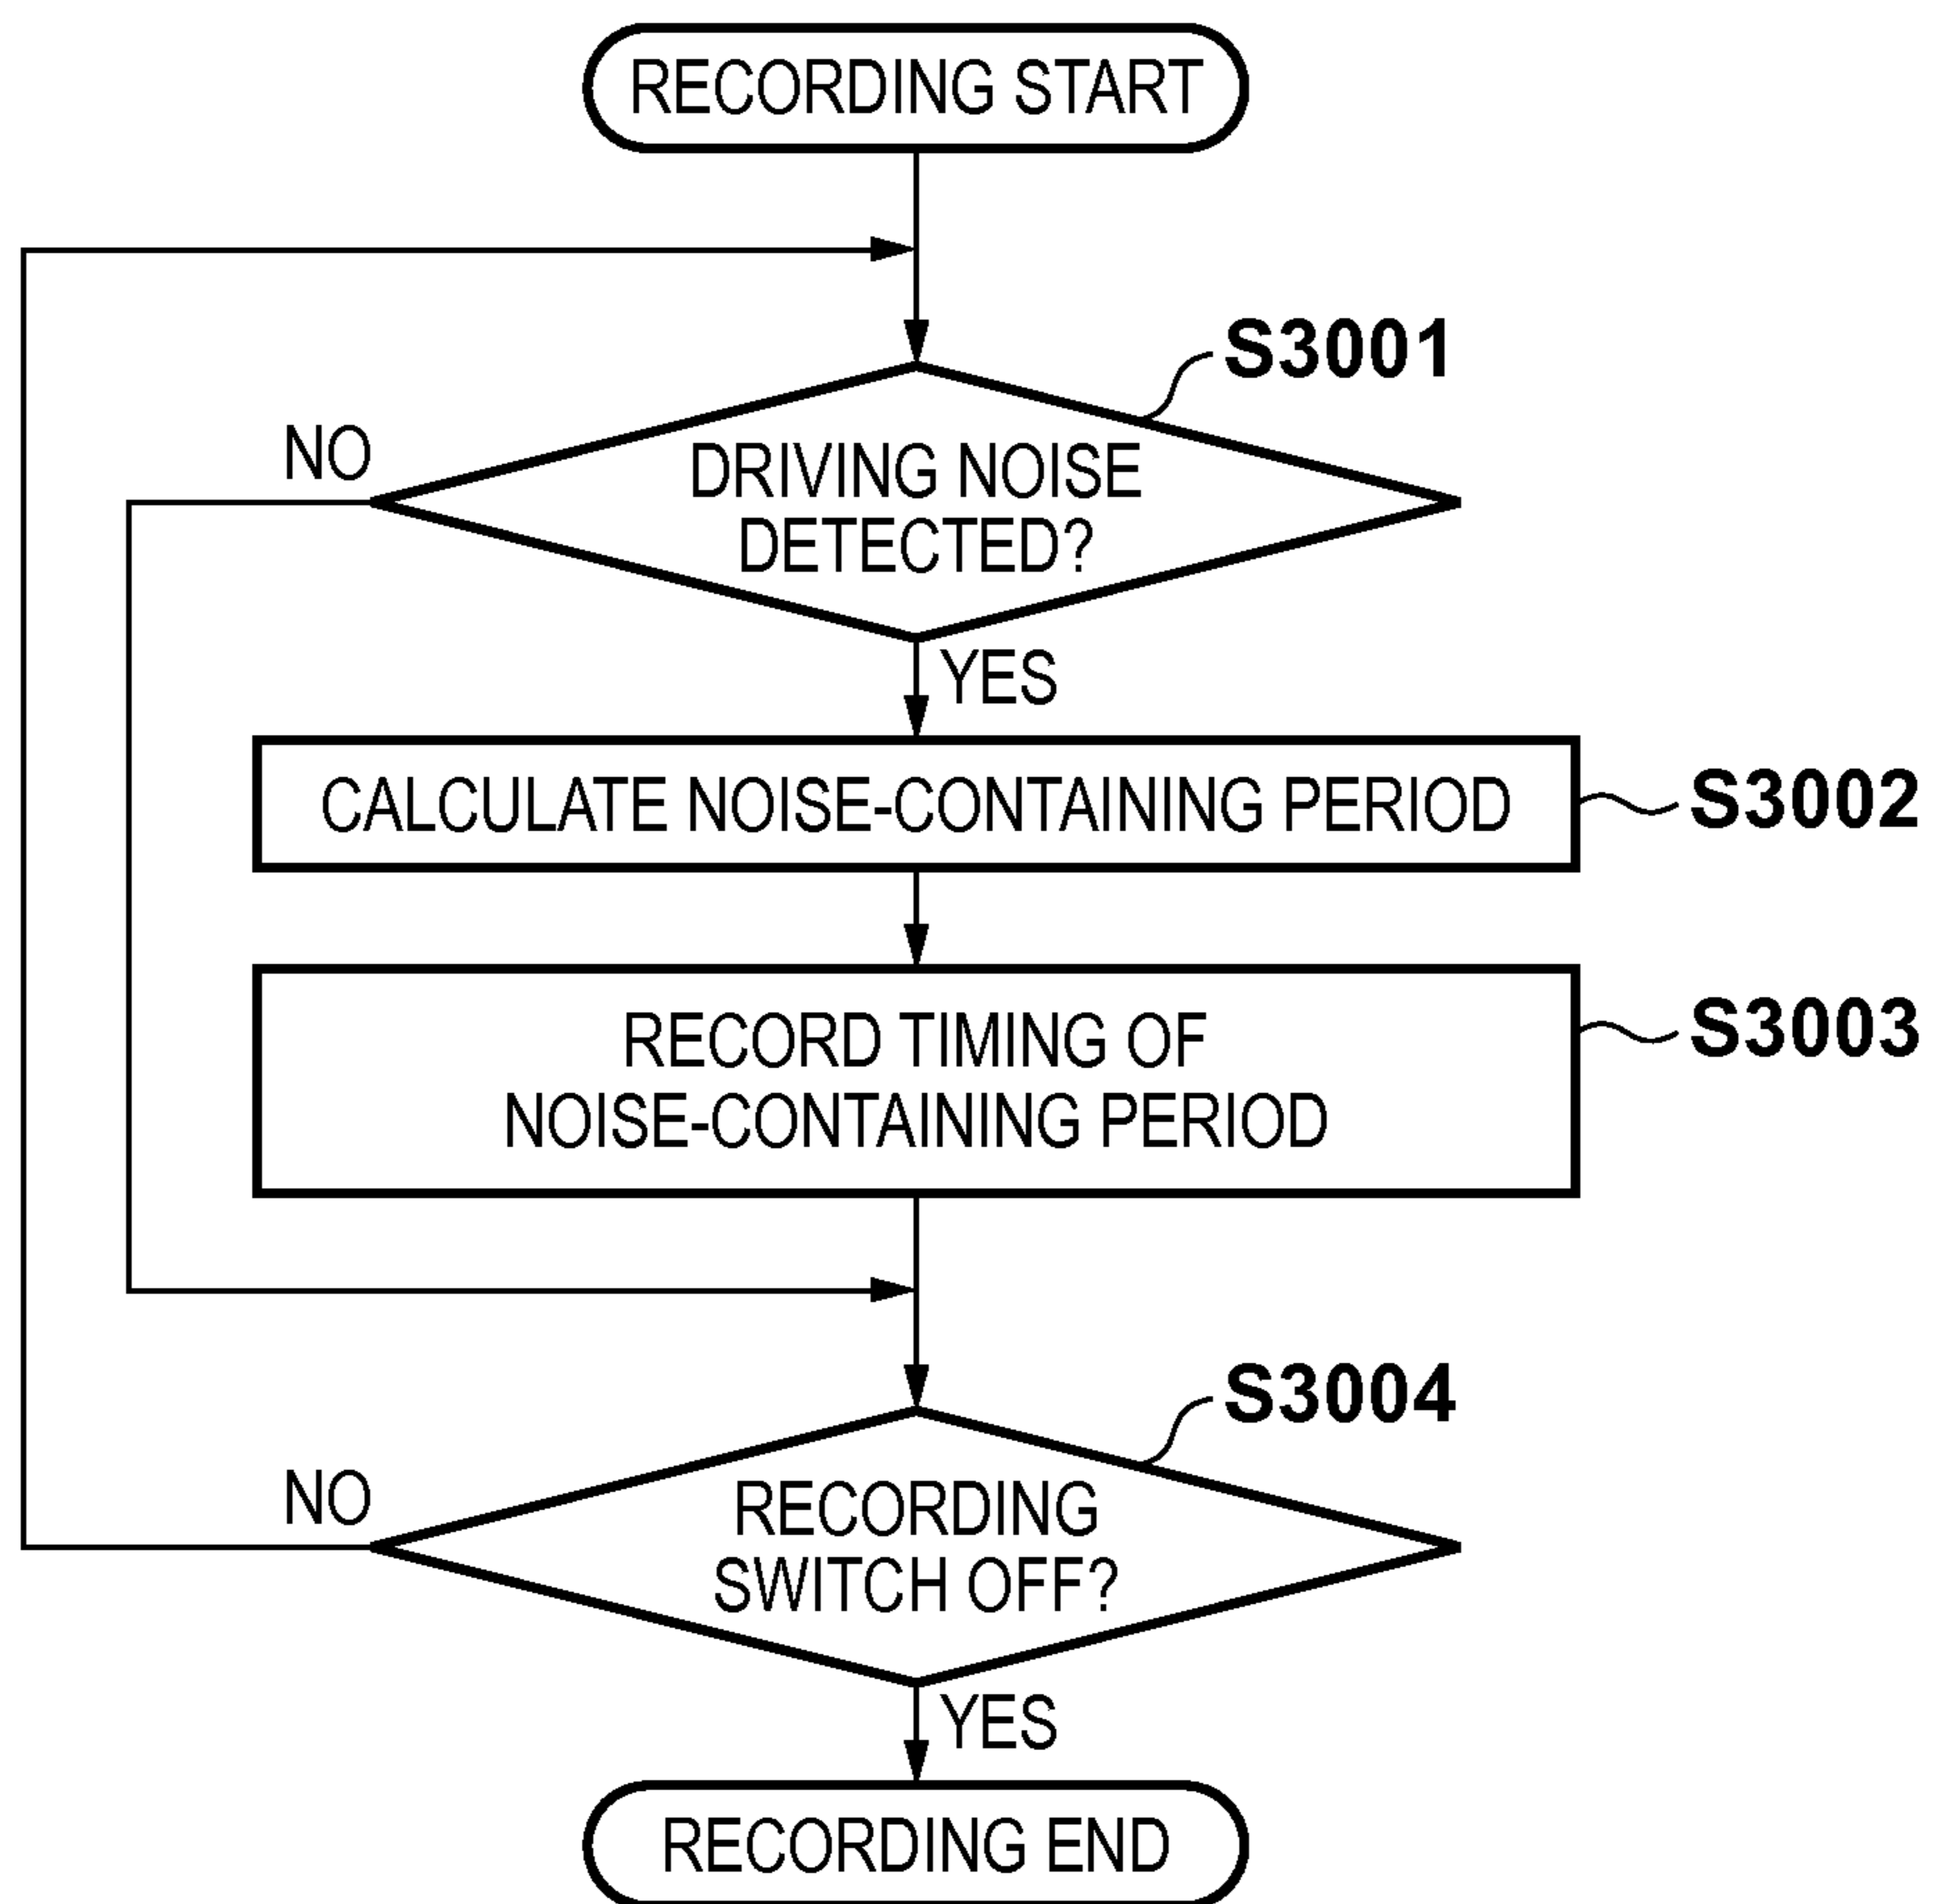 RECORDING START
S3001
NO
DRIVING NOISE
DETECTED?
YES
CALCULATE NOISE-CONTAINING PERIOD
S3002
RECORD TIMING OF
NOISE-CONTAINING PERIOD
S3003
S3004
NO
RECORDING
SWITCH OFF?
YES
RECORDING END